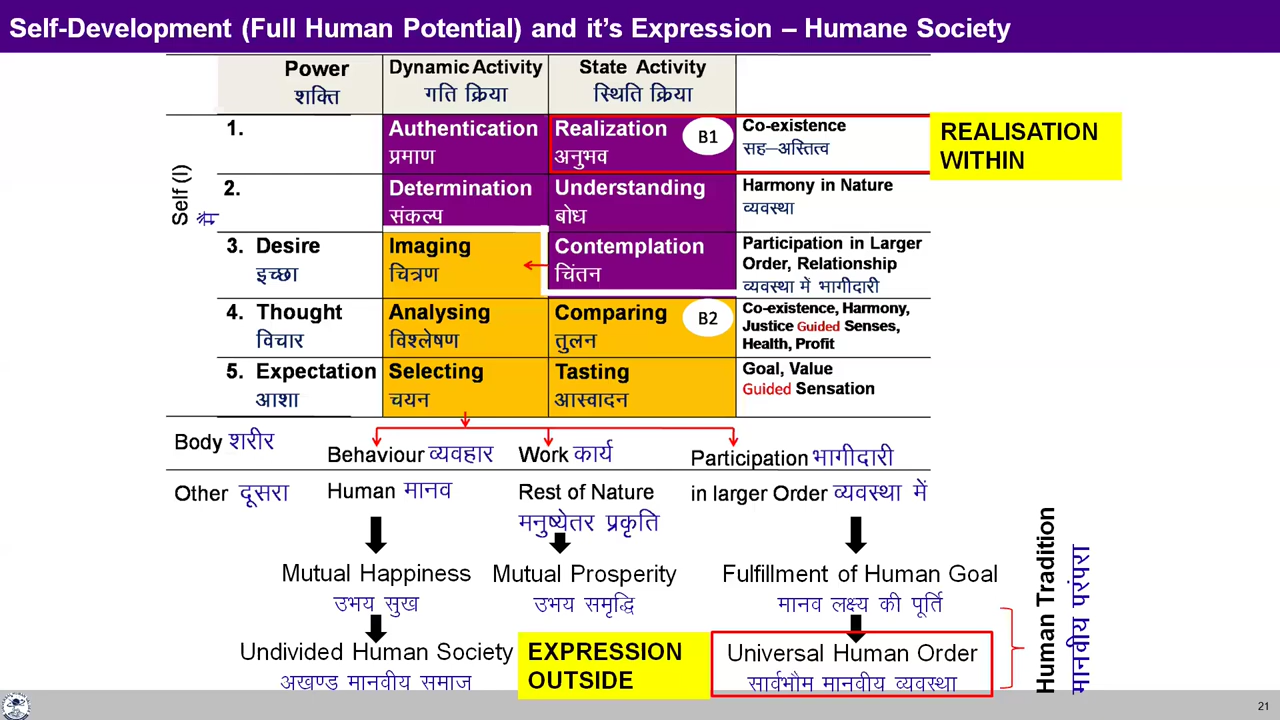 Self-Development (Full Human Potential) and it's Expression – Humane Society
Power
शक्ति
Dynamic Activity
गति क्रिया
State Activity
स्थिति क्रिया
Self (I)
मैं
1.
Authentication
प्रमाण
Realization
अनुभव
B1
Co-existence
सह–अस्तित्व
REALISATION
WITHIN
2.
Determination
संकल्प
Understanding
बोध
Harmony in Nature
व्यवस्था
3. Desire
इच्छा
Imaging
चित्रण
Contemplation
चिंतन
Participation in Larger
Order, Relationship
व्यवस्था में भागीदारी
4. Thought
विचार
Analysing
विश्लेषण
Comparing
तुलन
B2
Co-existence, Harmony,
Justice Guided Senses,
Health, Profit
5. Expectation
आशा
Selecting
चयन
Tasting
आस्वादन
Goal, Value
Guided Sensation
Body शरीर
Behaviour व्यवहार
Work कार्य
Participation भागीदारी
Other दूसरा
Human मानव
Rest of Nature
मनुष्येतर प्रकृति
in larger Order व्यवस्था में
Mutual Happiness
उभय सुख
Mutual Prosperity
उभय समृद्धि
Fulfillment of Human Goal
मानव लक्ष्य की पूर्ति
Undivided Human Society
अखण्ड मानवीय समाज
EXPRESSION
OUTSIDE
Universal Human Order
सार्वभौम मानवीय व्यवस्था
Human Tradition
मानवीय परंपरा
21